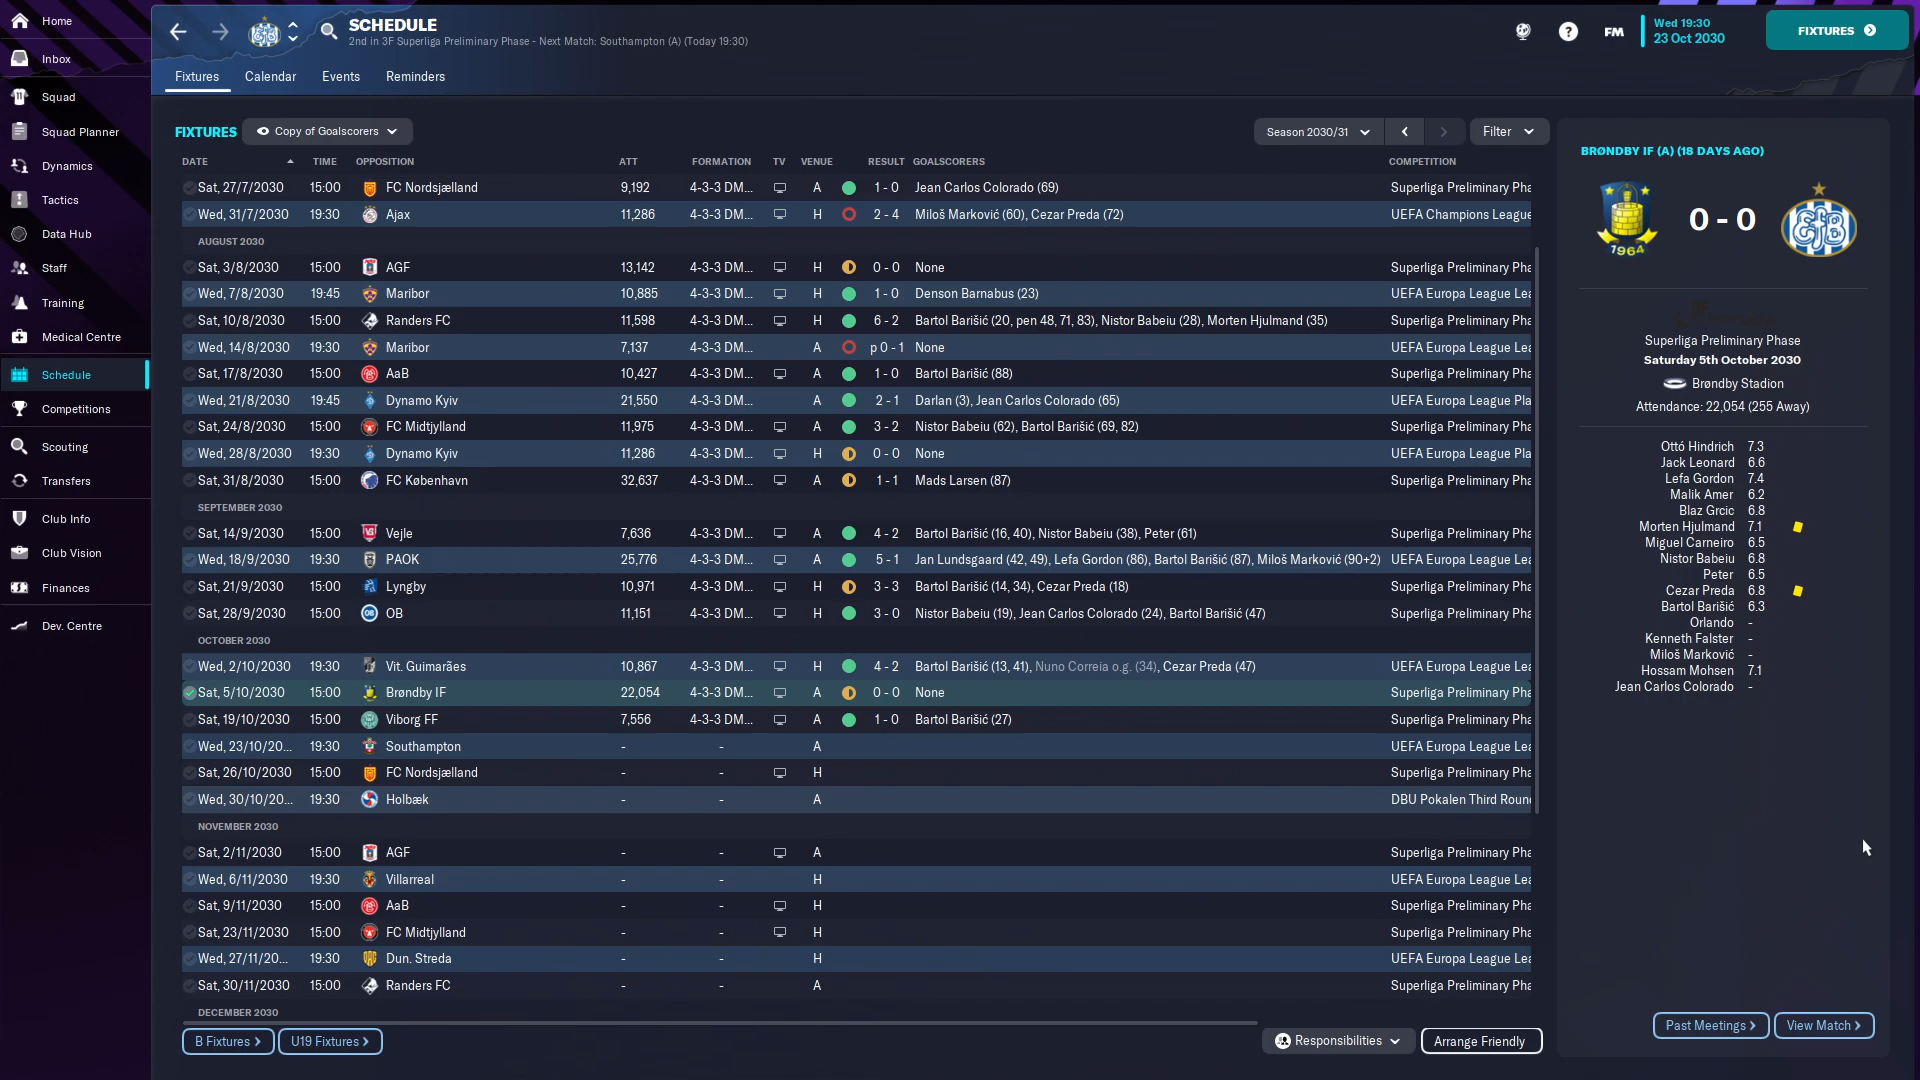 Home
Inbox
Squad
Squad Planner
Dynamics
Tactics
Data Hub
Staff
Training
Medical Centre
Schedule
Competitions
Scouting
Transfers
Club Info
Club Vision
Finances
Dev. Centre
SCHEDULE
2nd in 3F Superliga Preliminary Phase - Next Match: Southampton (A) (Today 19:30)
FM
Wed 19:30
23 Oct 2030
FIXTURES
Fixtures Calendar Events Reminders
FIXTURES Copy of Goalscorers Season 2030/31 Filter
DATE TIME OPPOSITION ATT FORMATION TV VENUE RESULT GOALSCORERS COMPETITION
Sat, 27/7/2030 15:00 FC Nordsjælland 9,192 4-3-3 DM... A 1 - 0 Jean Carlos Colorado (69) Superliga Preliminary Pha
Wed, 31/7/2030 19:30 Ajax 11,286 4-3-3 DM... H 2 - 4 Miloš Marković (60), Cezar Preda (72) UEFA Champions League
AUGUST 2030
Sat, 3/8/2030 15:00 AGF 13,142 4-3-3 DM... H 0 - 0 None Superliga Preliminary Pha
Wed, 7/8/2030 19:45 Maribor 10,885 4-3-3 DM... H 1 - 0 Denson Barnabus (23) UEFA Europa League Lea
Sat, 10/8/2030 15:00 Randers FC 11,598 4-3-3 DM... H 6 - 2 Bartol Barišić (20, pen 48, 71, 83), Nistor Babeiu (28), Morten Hjulmand (35) Superliga Preliminary Pha
Wed, 14/8/2030 19:30 Maribor 7,137 4-3-3 DM... A p 0 - 1 None UEFA Europa League Lea
Sat, 17/8/2030 15:00 AaB 10,427 4-3-3 DM... A 1 - 0 Bartol Barišić (88) Superliga Preliminary Pha
Wed, 21/8/2030 19:45 Dynamo Kyiv 21,550 4-3-3 DM... A 2 - 1 Darlan (3), Jean Carlos Colorado (65) UEFA Europa League Pla
Sat, 24/8/2030 15:00 FC Midtjylland 11,975 4-3-3 DM... A 3 - 2 Nistor Babeiu (62), Bartol Barišić (69, 82) Superliga Preliminary Pha
Wed, 28/8/2030 19:30 Dynamo Kyiv 11,286 4-3-3 DM... H 0 - 0 None UEFA Europa League Pla
Sat, 31/8/2030 15:00 FC København 32,637 4-3-3 DM... A 1 - 1 Mads Larsen (87) Superliga Preliminary Pha
SEPTEMBER 2030
Sat, 14/9/2030 15:00 Vejle 7,636 4-3-3 DM... A 4 - 2 Bartol Barišić (16, 40), Nistor Babeiu (38), Peter (61) Superliga Preliminary Pha
Wed, 18/9/2030 19:30 PAOK 25,776 4-3-3 DM... A 5 - 1 Jan Lundsgaard (42, 49), Lefa Gordon (86), Bartol Barišić (87), Miloš Marković (90+2) UEFA Europa League Lea
Sat, 21/9/2030 15:00 Lyngby 10,971 4-3-3 DM... H 3 - 3 Bartol Barišić (14, 34), Cezar Preda (18) Superliga Preliminary Pha
Sat, 28/9/2030 15:00 OB 11,151 4-3-3 DM... H 3 - 0 Nistor Babeiu (19), Jean Carlos Colorado (24), Bartol Barišić (47) Superliga Preliminary Pha
OCTOBER 2030
Wed, 2/10/2030 19:30 Vit. Guimarães 10,867 4-3-3 DM... H 4 - 2 Bartol Barišić (13, 41), Nuno Correia o.g. (34), Cezar Preda (47) UEFA Europa League Lea
Sat, 5/10/2030 15:00 Brøndby IF 22,054 4-3-3 DM... A 0 - 0 None Superliga Preliminary Pha
Sat, 19/10/2030 15:00 Viborg FF 7,556 4-3-3 DM... A 1 - 0 Bartol Barišić (27) Superliga Preliminary Pha
Wed, 23/10/20... 19:30 Southampton - - A UEFA Europa League Lea
Sat, 26/10/2030 15:00 FC Nordsjælland - - H Superliga Preliminary Pha
Wed, 30/10/20... 19:30 Holbæk - - A DBU Pokalen Third Roun
NOVEMBER 2030
Sat, 2/11/2030 15:00 AGF - - A Superliga Preliminary Pha
Wed, 6/11/2030 19:30 Villarreal - - H UEFA Europa League Lea
Sat, 9/11/2030 15:00 AaB - - H Superliga Preliminary Pha
Sat, 23/11/2030 15:00 FC Midtjylland - - H Superliga Preliminary Pha
Wed, 27/11/20... 19:30 Dun. Streda - - H UEFA Europa League Lea
Sat, 30/11/2030 15:00 Randers FC - - A Superliga Preliminary Pha
DECEMBER 2030
B Fixtures U19 Fixtures Responsibilities Arrange Friendly
BRØNDBY IF (A) (18 DAYS AGO)
1964 0 - 0 EfB
Superliga Preliminary Phase
Saturday 5th October 2030
Brøndby Stadion
Attendance: 22,054 (255 Away)
Ottó Hindrich 7.3
Jack Leonard 6.6
Lefa Gordon 7.4
Malik Amer 6.2
Blaz Grcic 6.8
Morten Hjulmand 7.1
Miguel Carneiro 6.5
Nistor Babeiu 6.8
Peter 6.5
Cezar Preda 6.8
Bartol Barišić 6.3
Orlando -
Kenneth Falster -
Miloš Marković -
Hossam Mohsen 7.1
Jean Carlos Colorado -
Past Meetings View Match